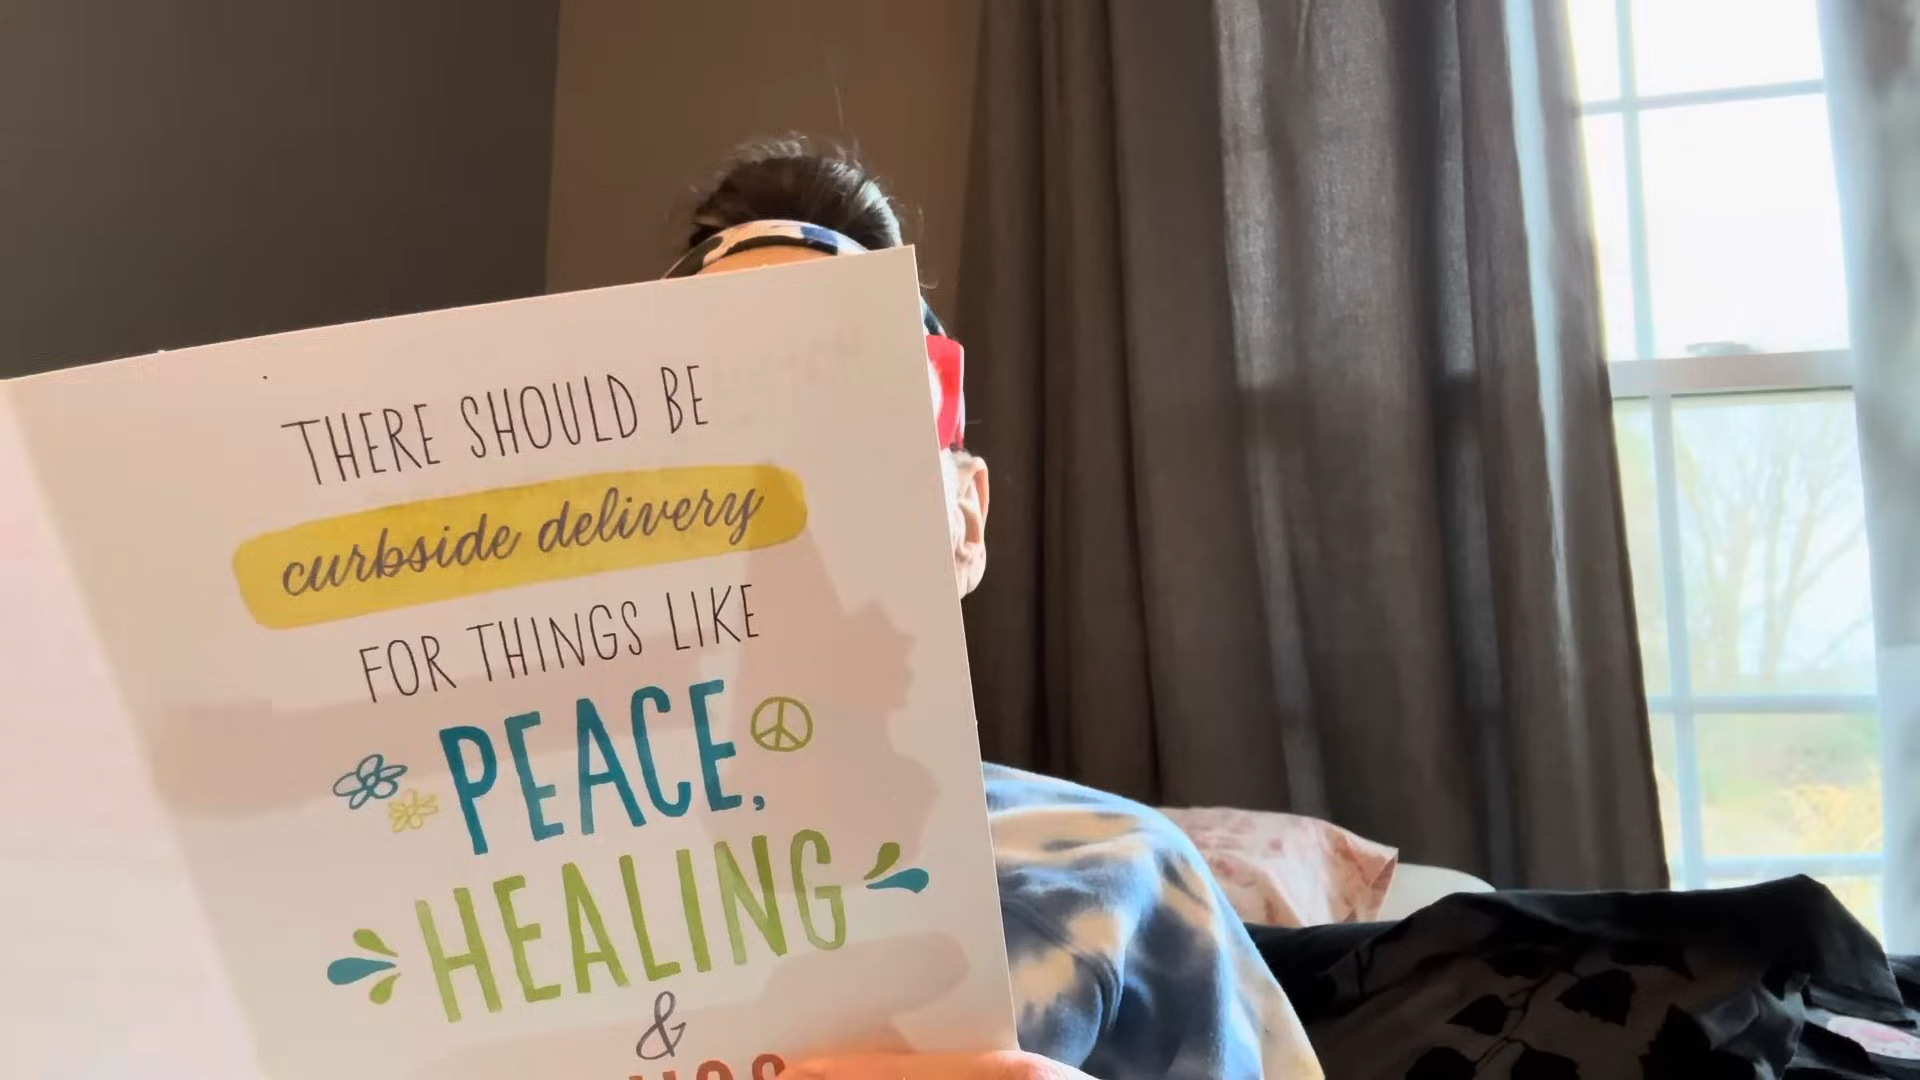 THERE SHOULD BE
curbside delivery
FOR THINGS LIKE
PEACE,
HEALING
&